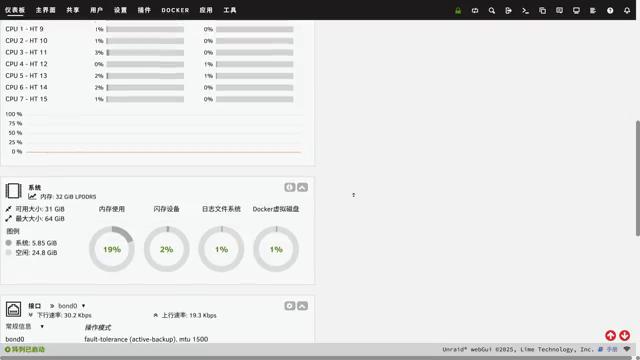 仪表板 主界面 共享 用户 设置 插件 DOCKER 应用 工具
CPU 1 - HT 9 1% 0%
CPU 2 - HT 10 1% 0%
CPU 3 - HT 11 3% 0%
CPU 4 - HT 12 0% 1%
CPU 5 - HT 13 2% 1%
CPU 6 - HT 14 2% 0%
CPU 7 - HT 15 1% 0%
100 %
75 %
50 %
25 %
0 %
系统
内存: 32 GiB LPDDR5
可用大小: 31 GiB
最大大小: 64 GiB
图例
系统: 5.85 GiB
空闲: 24.8 GiB
内存使用 闪存设备 日志文件系统 Docker虚拟磁盘
19% 2% 1% 1%
接口 bond0
下行速率: 30.2 Kbps 上行速率: 19.3 Kbps
常规信息 操作模式
fault-tolerance (active-backup), mtu 1500
阵列已启动 Unraid® webGui ©2025, Lime Technology, Inc. 手册